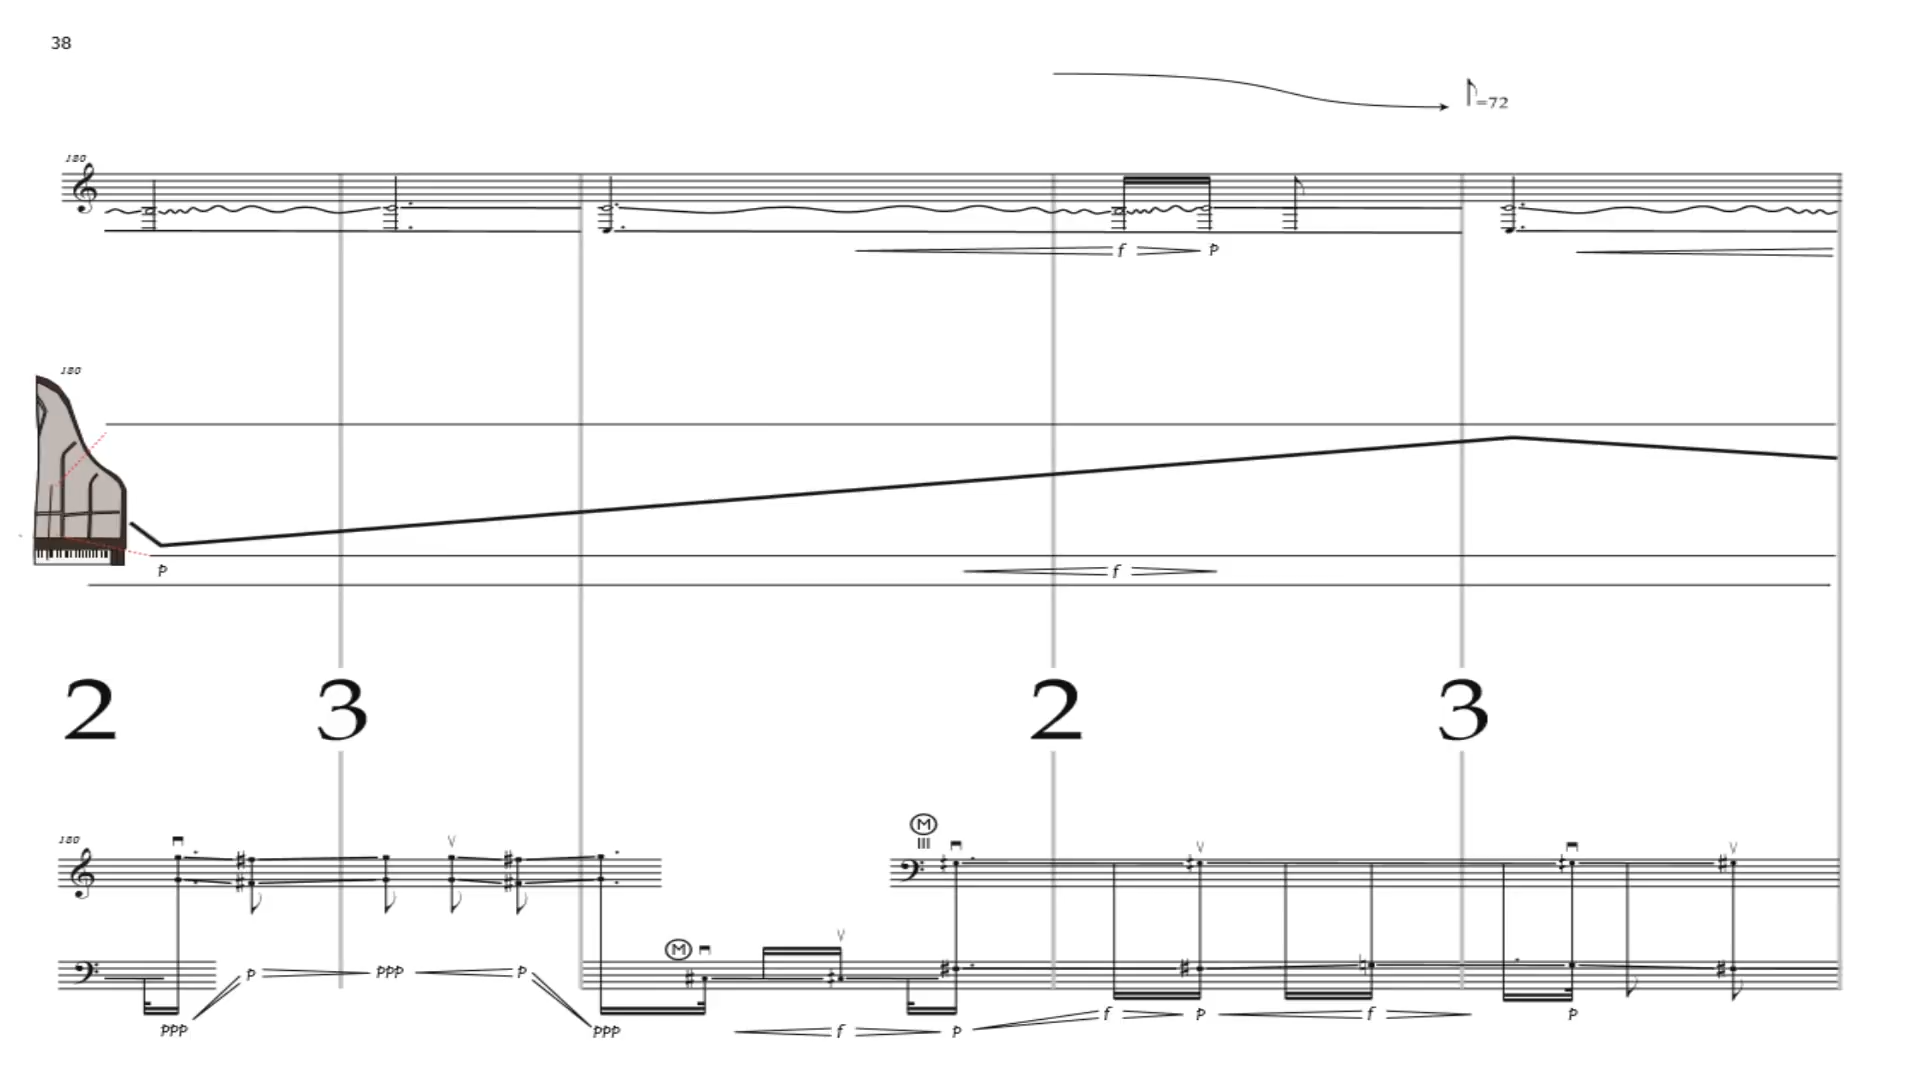 38
=72
180
f p
180
p f
2 3 2 3
M
III
180
M
p ppp p
ppp ppp f p f p f p